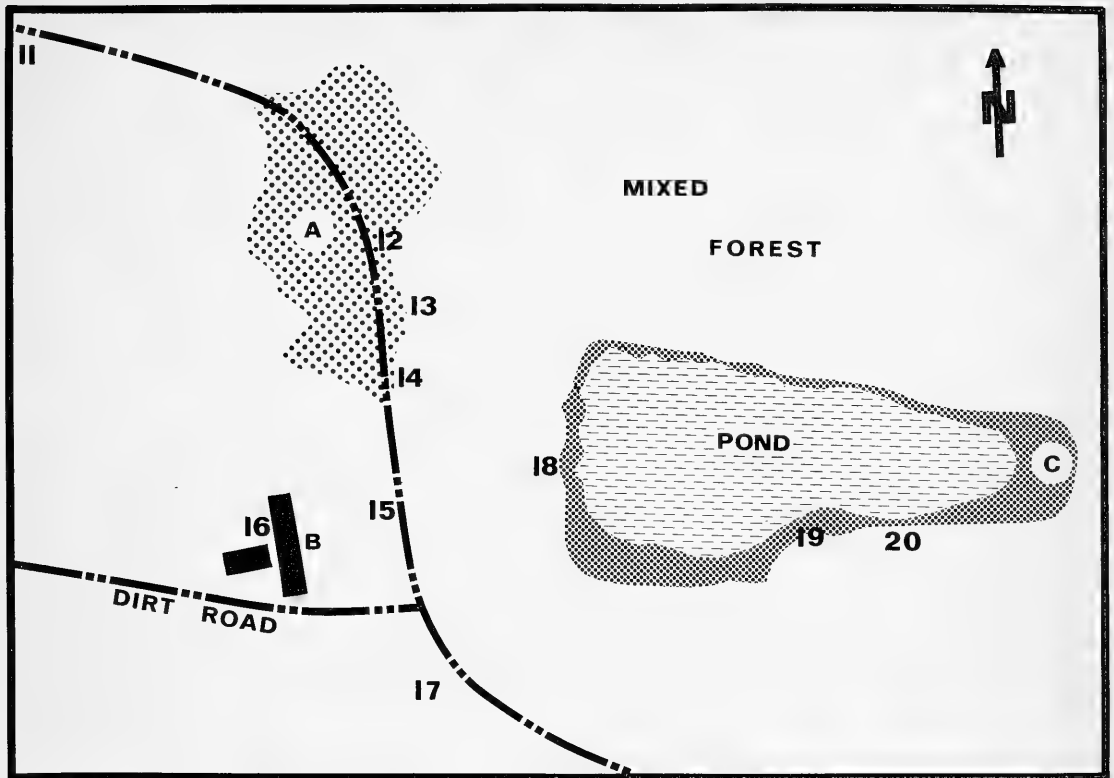 11
N
MIXED
FOREST
A
12
13
14
POND
C
18
15
16
B
19
20
DIRT ROAD
17